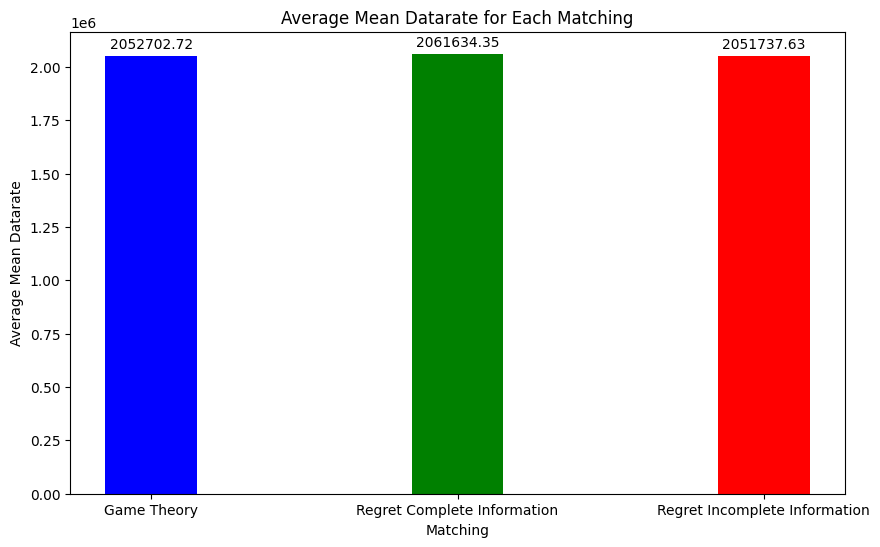 Average Mean Datarate for Each Matching
1e6
2052702.72
2061634.35
2051737.63
2.00
1.75
1.50
1.25
1.00
0.75
0.50
0.25
0.00
Average Mean Datarate
Game Theory
Regret Complete Information
Regret Incomplete Information
Matching